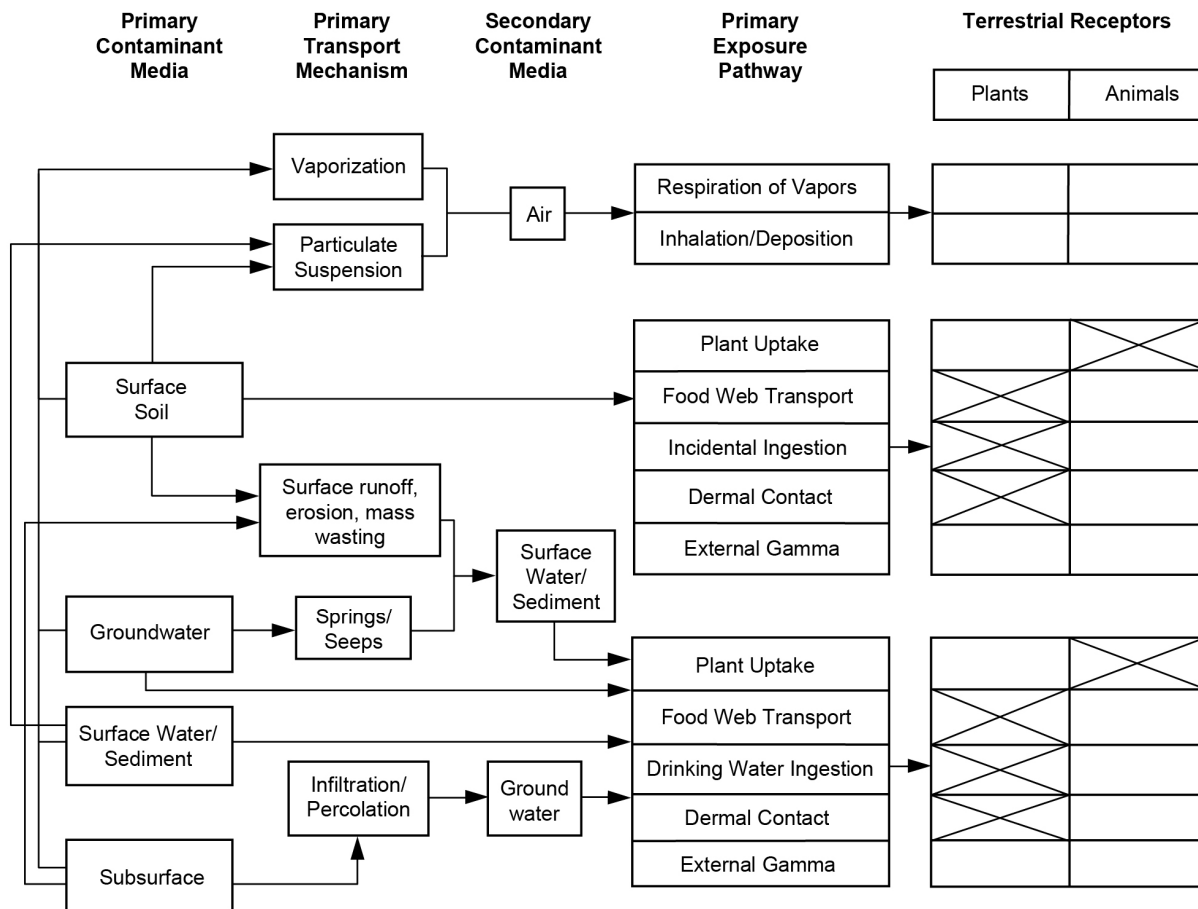 Primary
Contaminant
Media
Primary
Transport
Mechanism
Secondary
Contaminant
Media
Primary
Exposure
Pathway
Terrestrial Receptors
Plants
Animals
Vaporization
Particulate
Suspension
Air
Respiration of Vapors
Inhalation/Deposition
Surface
Soil
Plant Uptake
Food Web Transport
Incidental Ingestion
Dermal Contact
External Gamma
Surface runoff,
erosion, mass
wasting
Surface
Water/
Sediment
Groundwater
Springs/
Seeps
Surface Water/
Sediment
Infiltration/
Percolation
Ground
water
Plant Uptake
Food Web Transport
Drinking Water Ingestion
Dermal Contact
External Gamma
Subsurface